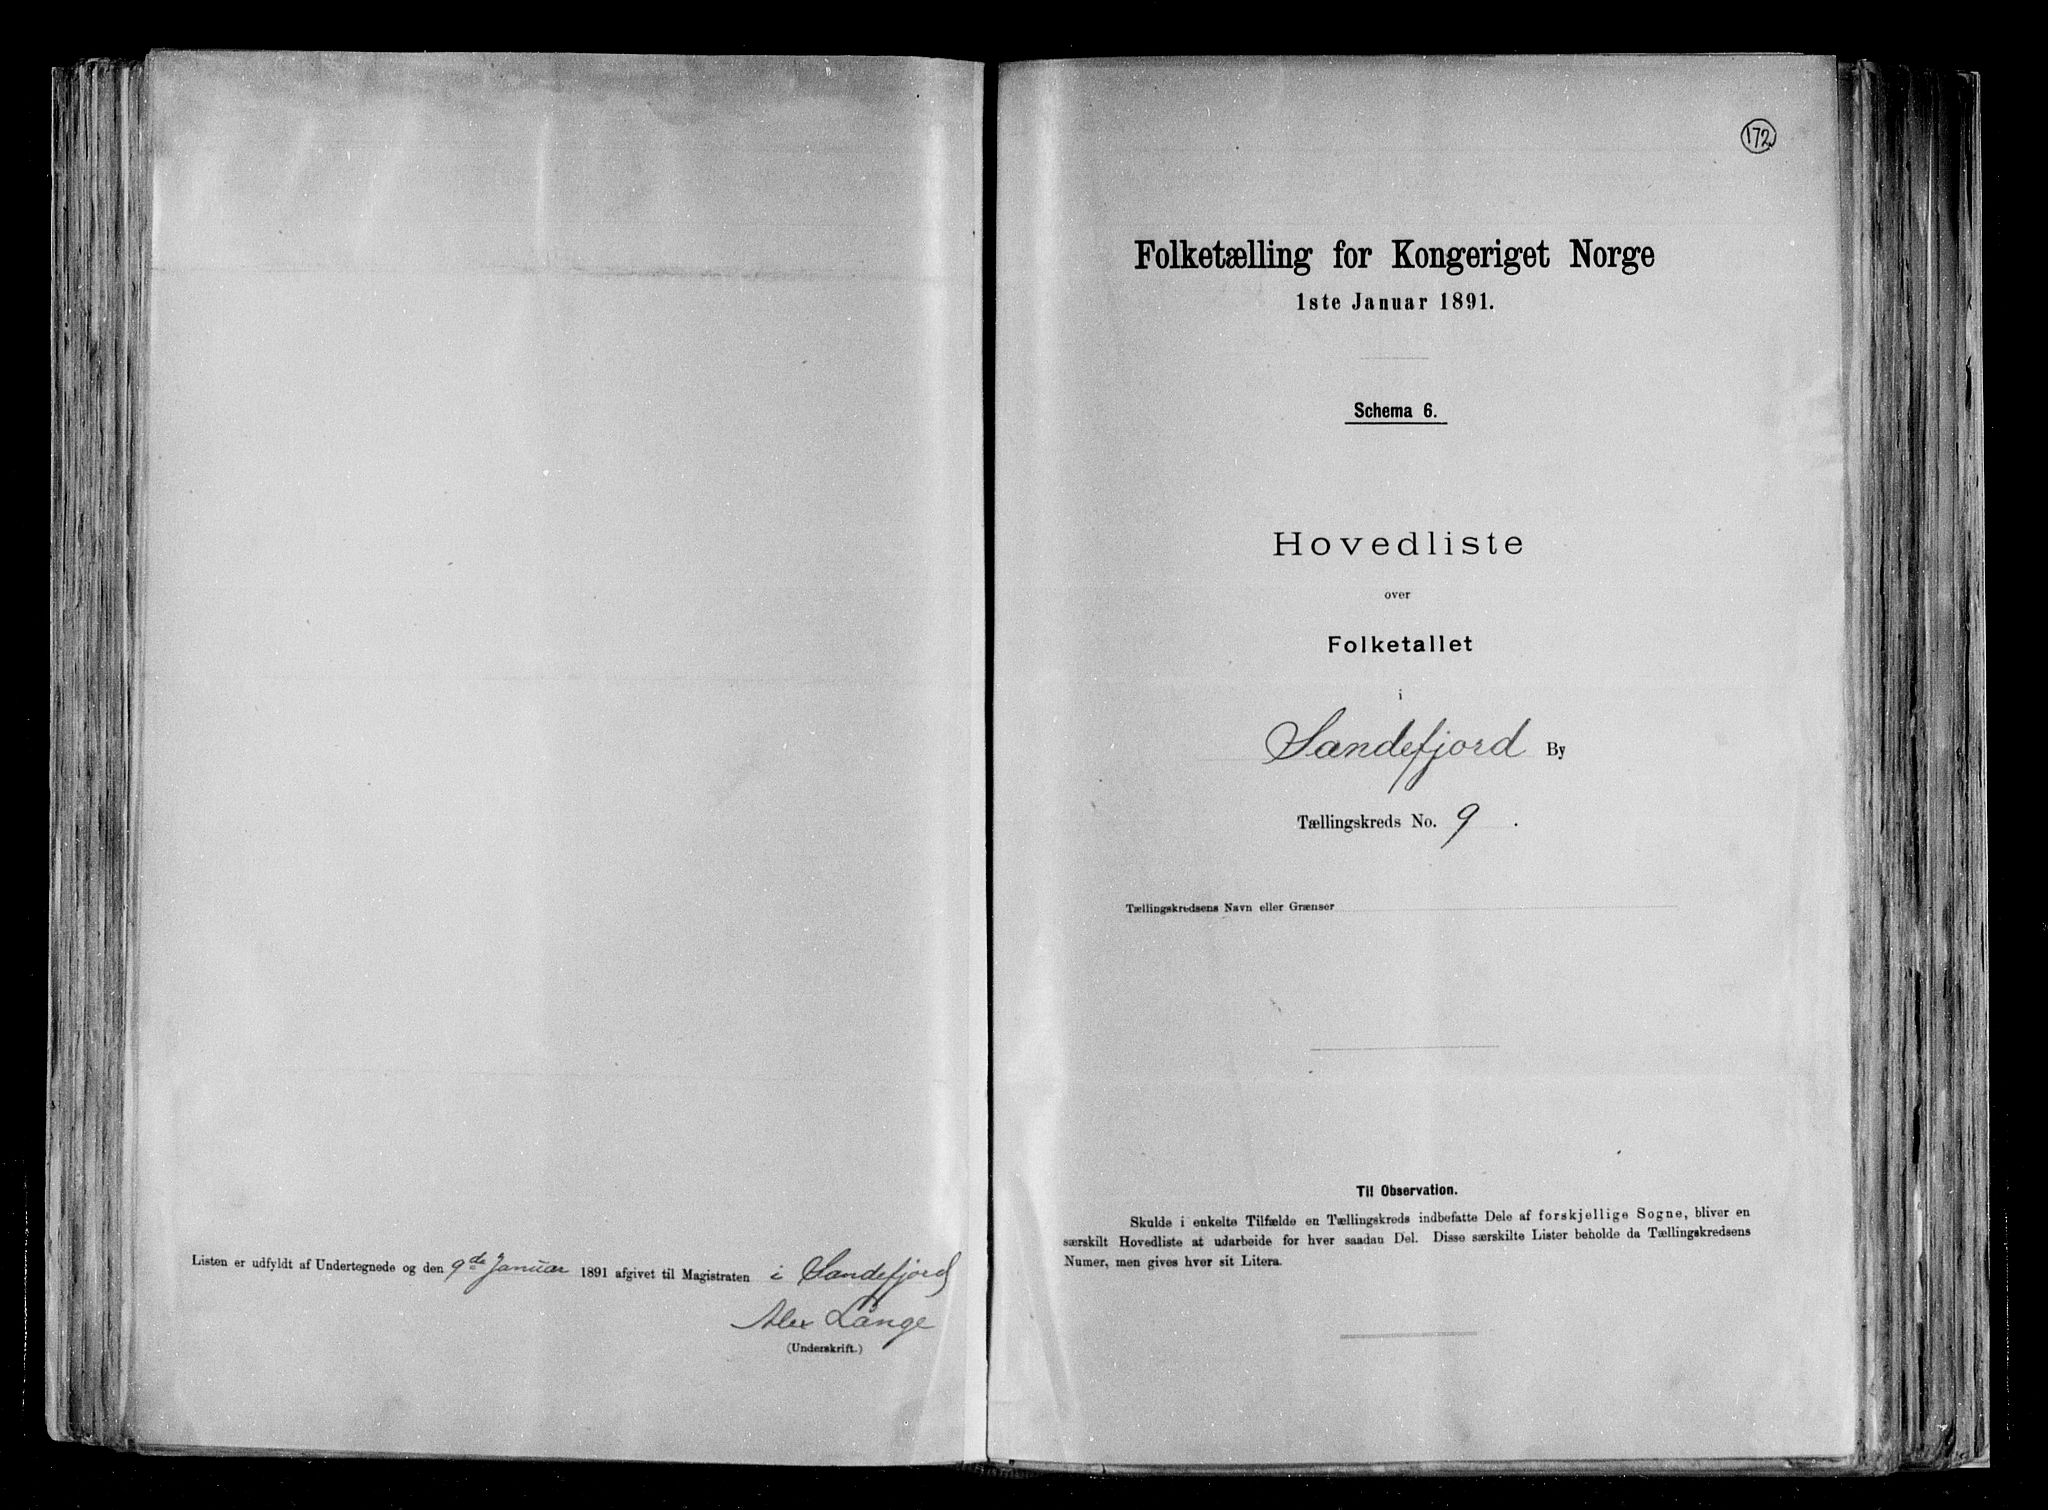 Listen er udfyldt af Undertegnede og den 9de Januar 1891 afgivet til Magistraten i Sandefjord
Alex Lange
(Underskrift.)
172
Folketælling for Kongeriget Norge
1ste Januar 1891.
Schema 6.
Hovedliste
over
Folketallet
i
Sandefjord By
Tællingskreds No. 9.
Tællingskredsens Navn eller Grænser
Til Observation.
Skulde i enkelte Tilfælde en Tællingskreds indbefatte Dele af forskjellige Sogne, bliver en
særskilt Hovedliste at udarbeide for hver saadan Del. Disse særskilte Lister beholde da Tællingskredsens
Numer, men gives hver sit Litera.